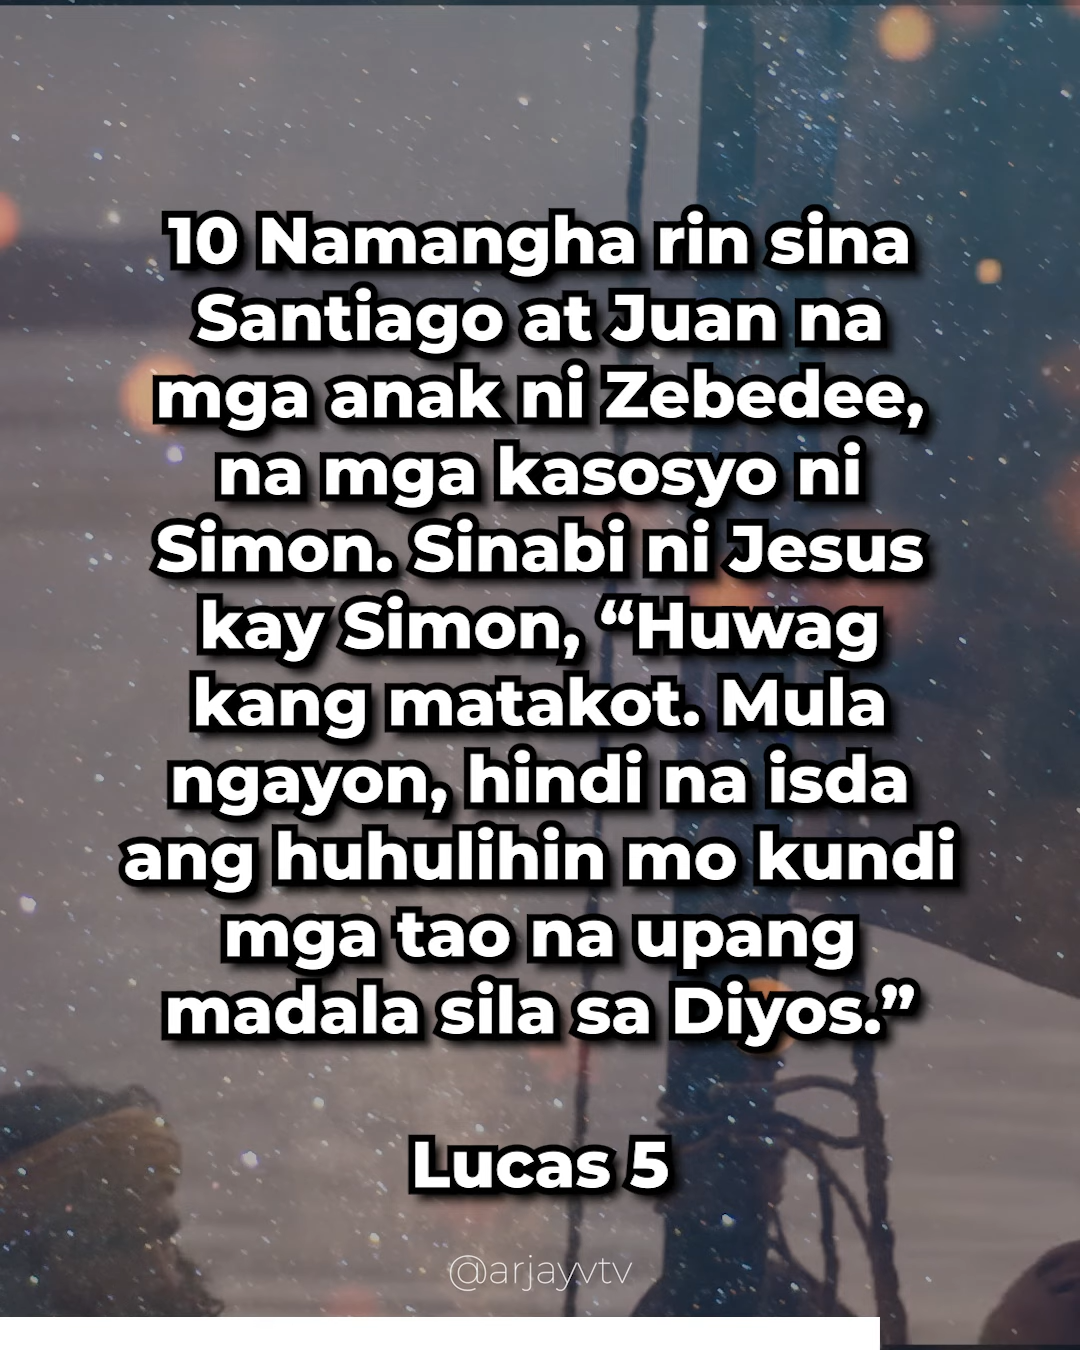 10 Namangha rin sina
Santiago at Juan na
mga anak ni Zebedee,
na mga kasosyo ni
Simon. Sinabi ni Jesus
kay Simon, “Huwag
kang matakot. Mula
ngayon, hindi na isda
ang huhulihin mo kundi
mga tao na upang
madala sila sa Diyos.”
Lucas 5
@arjayvtv